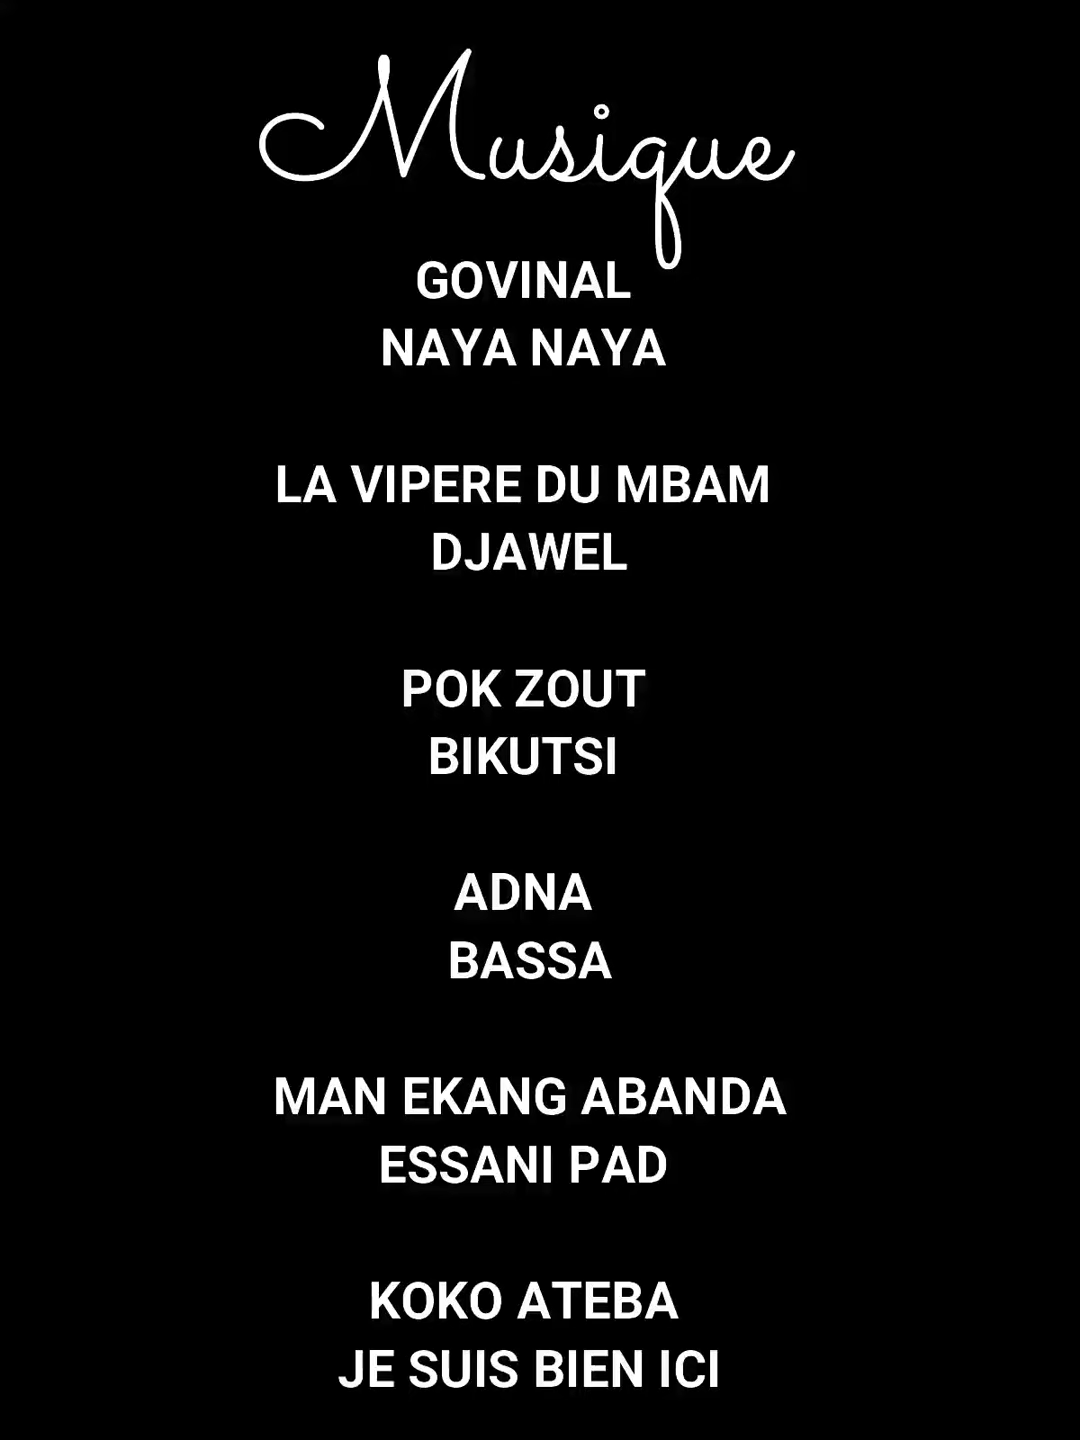 Musique
GOVINAL
NAYA NAYA
LA VIPERE DU MBAM
DJAWEL
POK ZOUT
BIKUTSI
ADNA
BASSA
MAN EKANG ABANDA
ESSANI PAD
KOKO ATEBA
JE SUIS BIEN ICI